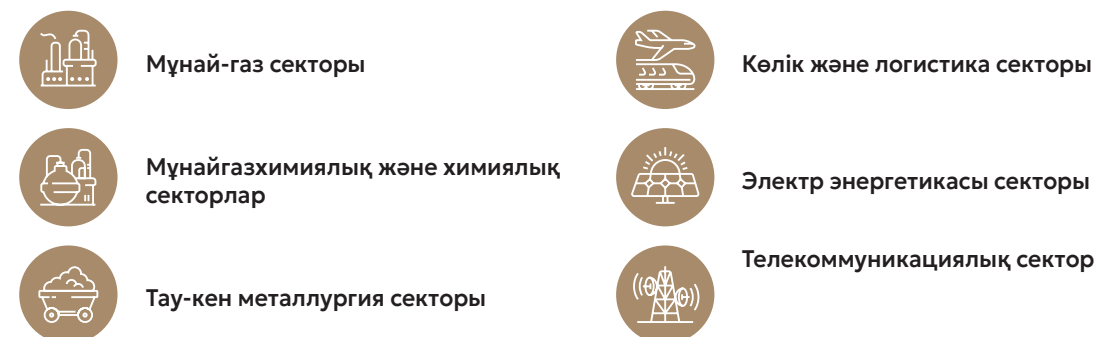 Мұнай-газ секторы
Мұнайгазхимиялық және химиялық
секторлар
Тау-кен металлургия секторы
Көлік және логистика секторы
Электр энергетикасы секторы
Телекоммуникациялық сектор